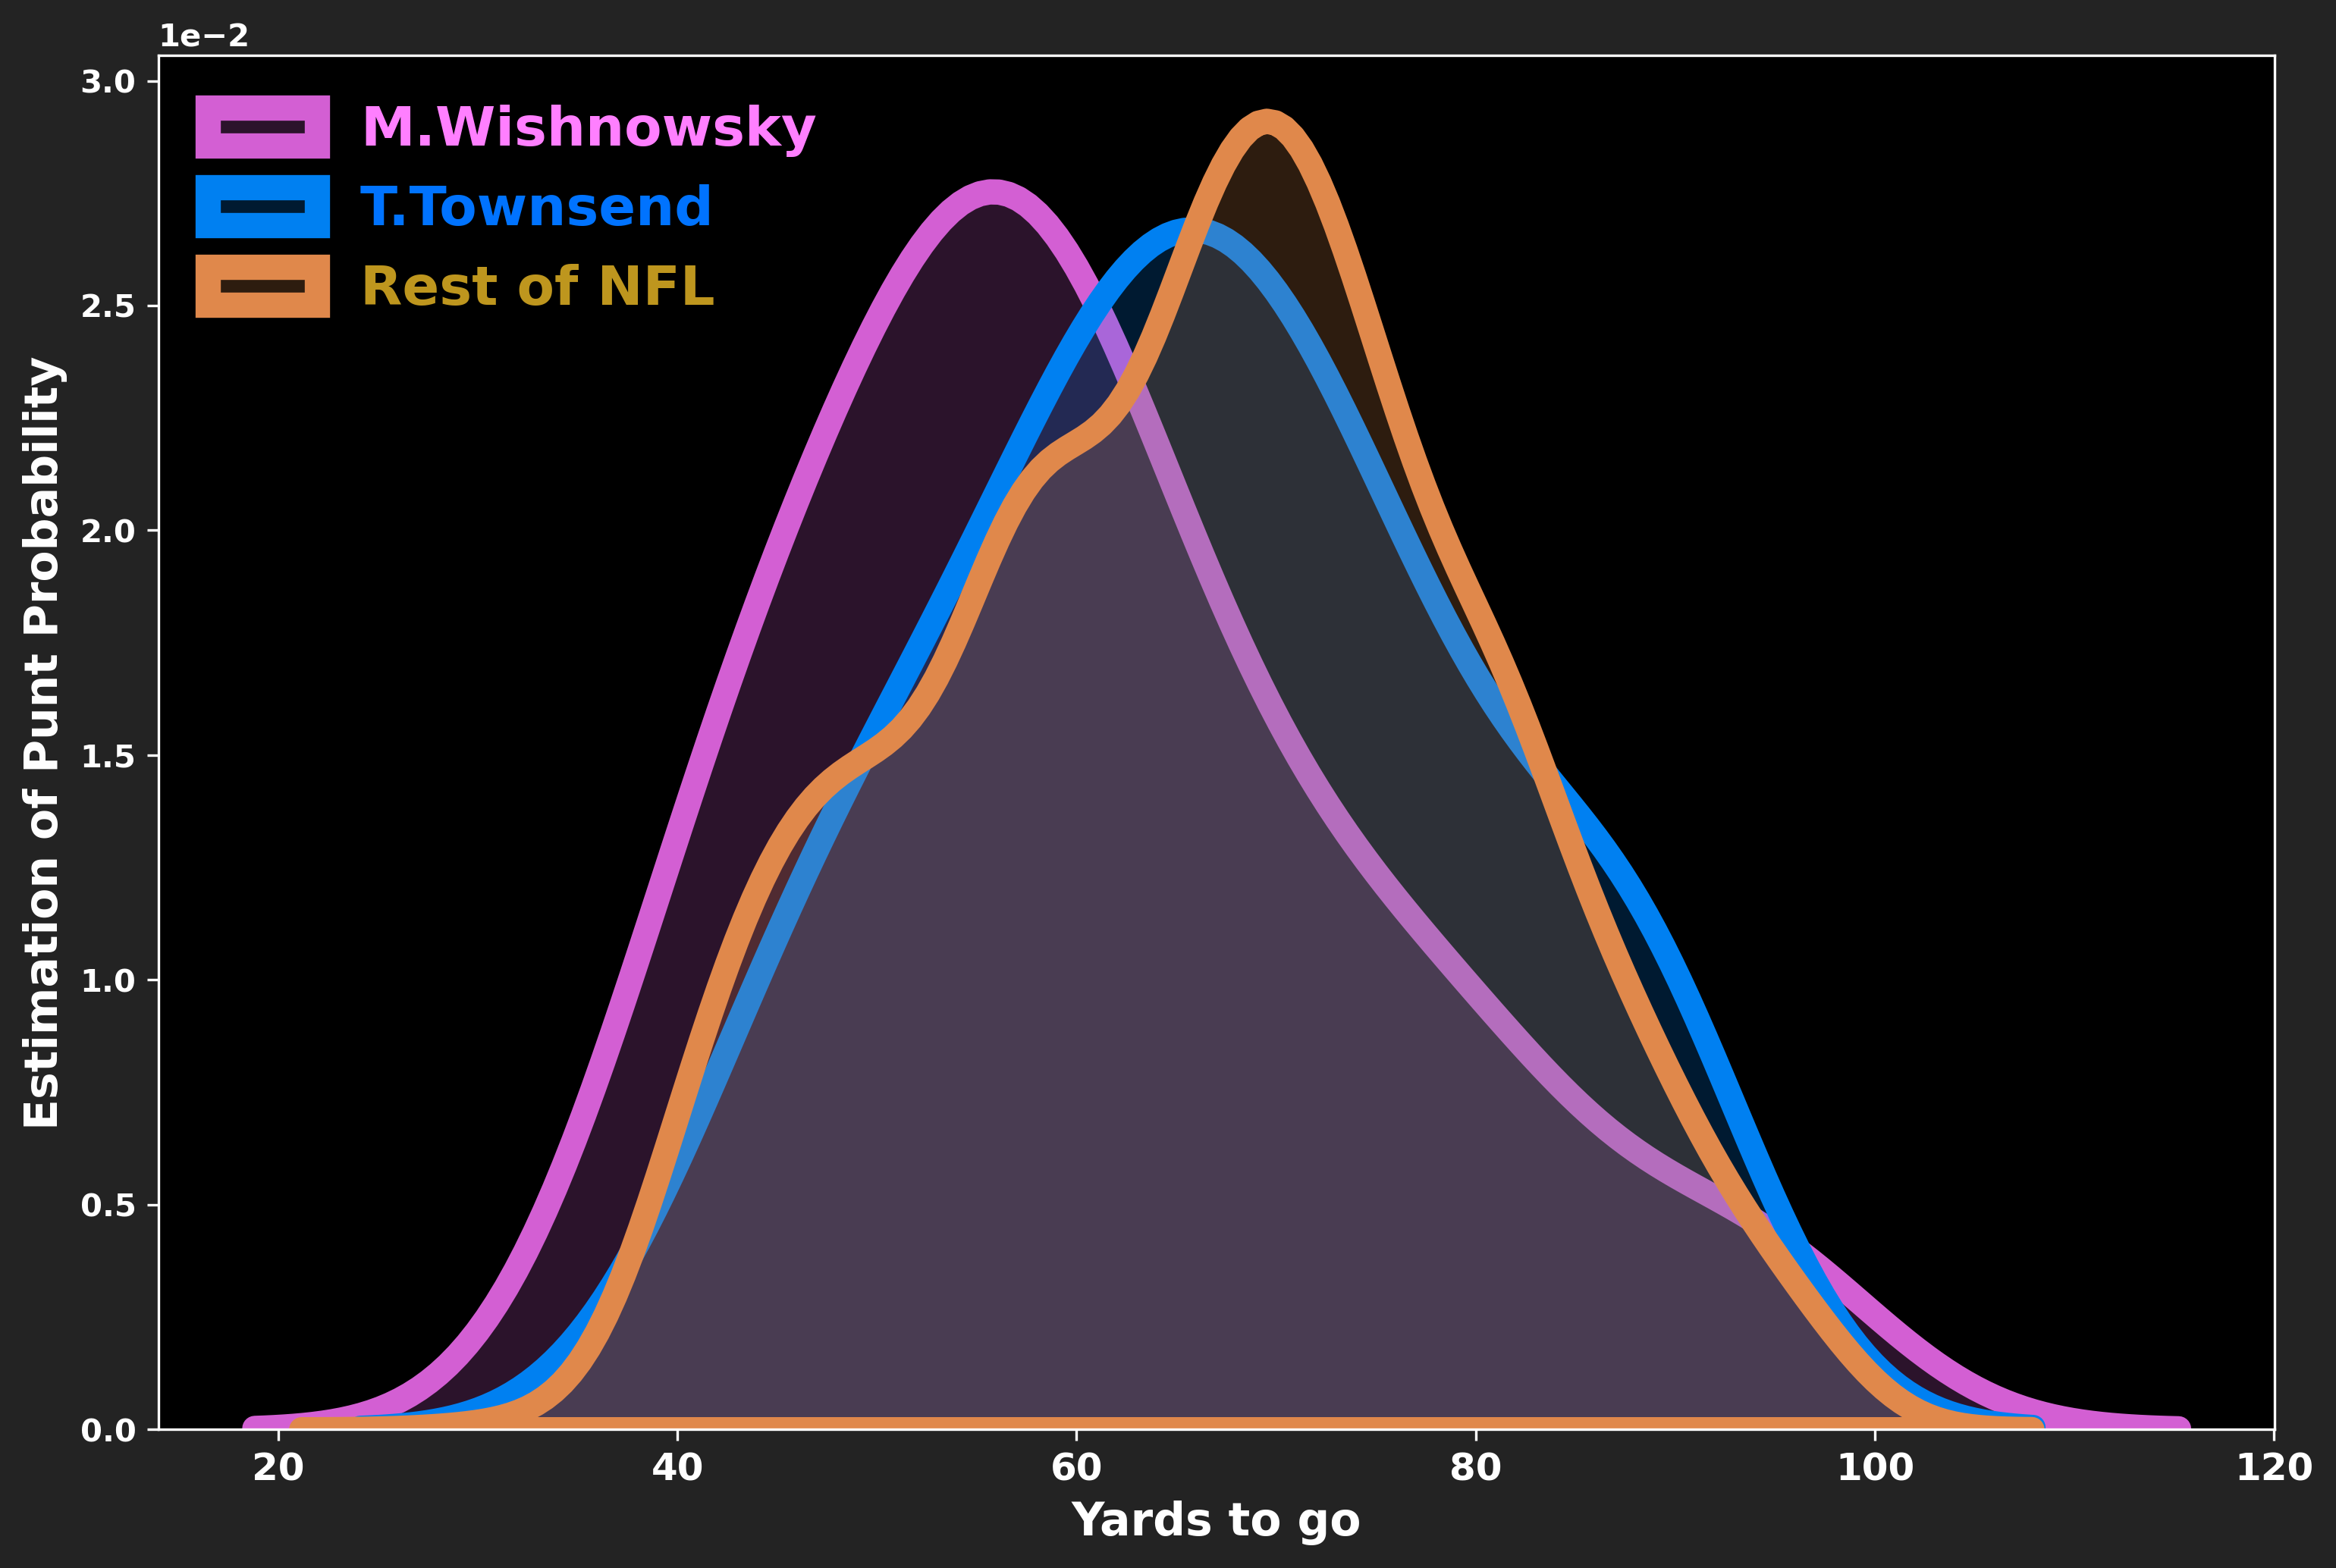 1e−2
3.0
2.5
2.0
1.5
1.0
0.5
0.0
Estimation of Punt Probability
M.Wishnowsky
T.Townsend
Rest of NFL
20 40 60 80 100 120
Yards to go